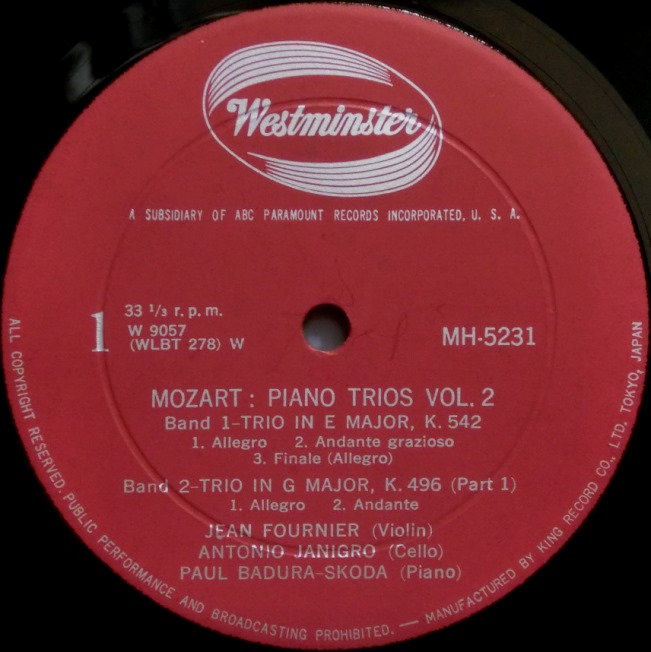 Westminster
A SUBSIDIARY OF ABC PARAMOUNT RECORDS INCORPORATED, U. S. A.
1
33 1/3 r.p.m.
W 9057
(WLBT 278) W
MH-5231
MOZART : PIANO TRIOS VOL. 2
Band 1-TRIO IN E MAJOR, K. 542
1. Allegro 2. Andante grazioso
3. Finale (Allegro)
Band 2-TRIO IN G MAJOR, K. 496 (Part 1)
1. Allegro 2. Andante
JEAN FOURNIER (Violin)
ANTONIO JANIGRO (Cello)
PAUL BADURA-SKODA (Piano)
ALL COPYRIGHT RESERVED. PUBLIC PERFORMANCE AND BROADCASTING PROHIBITED. — MANUFACTURED BY KING RECORD CO., LTD. TOKYO, JAPAN